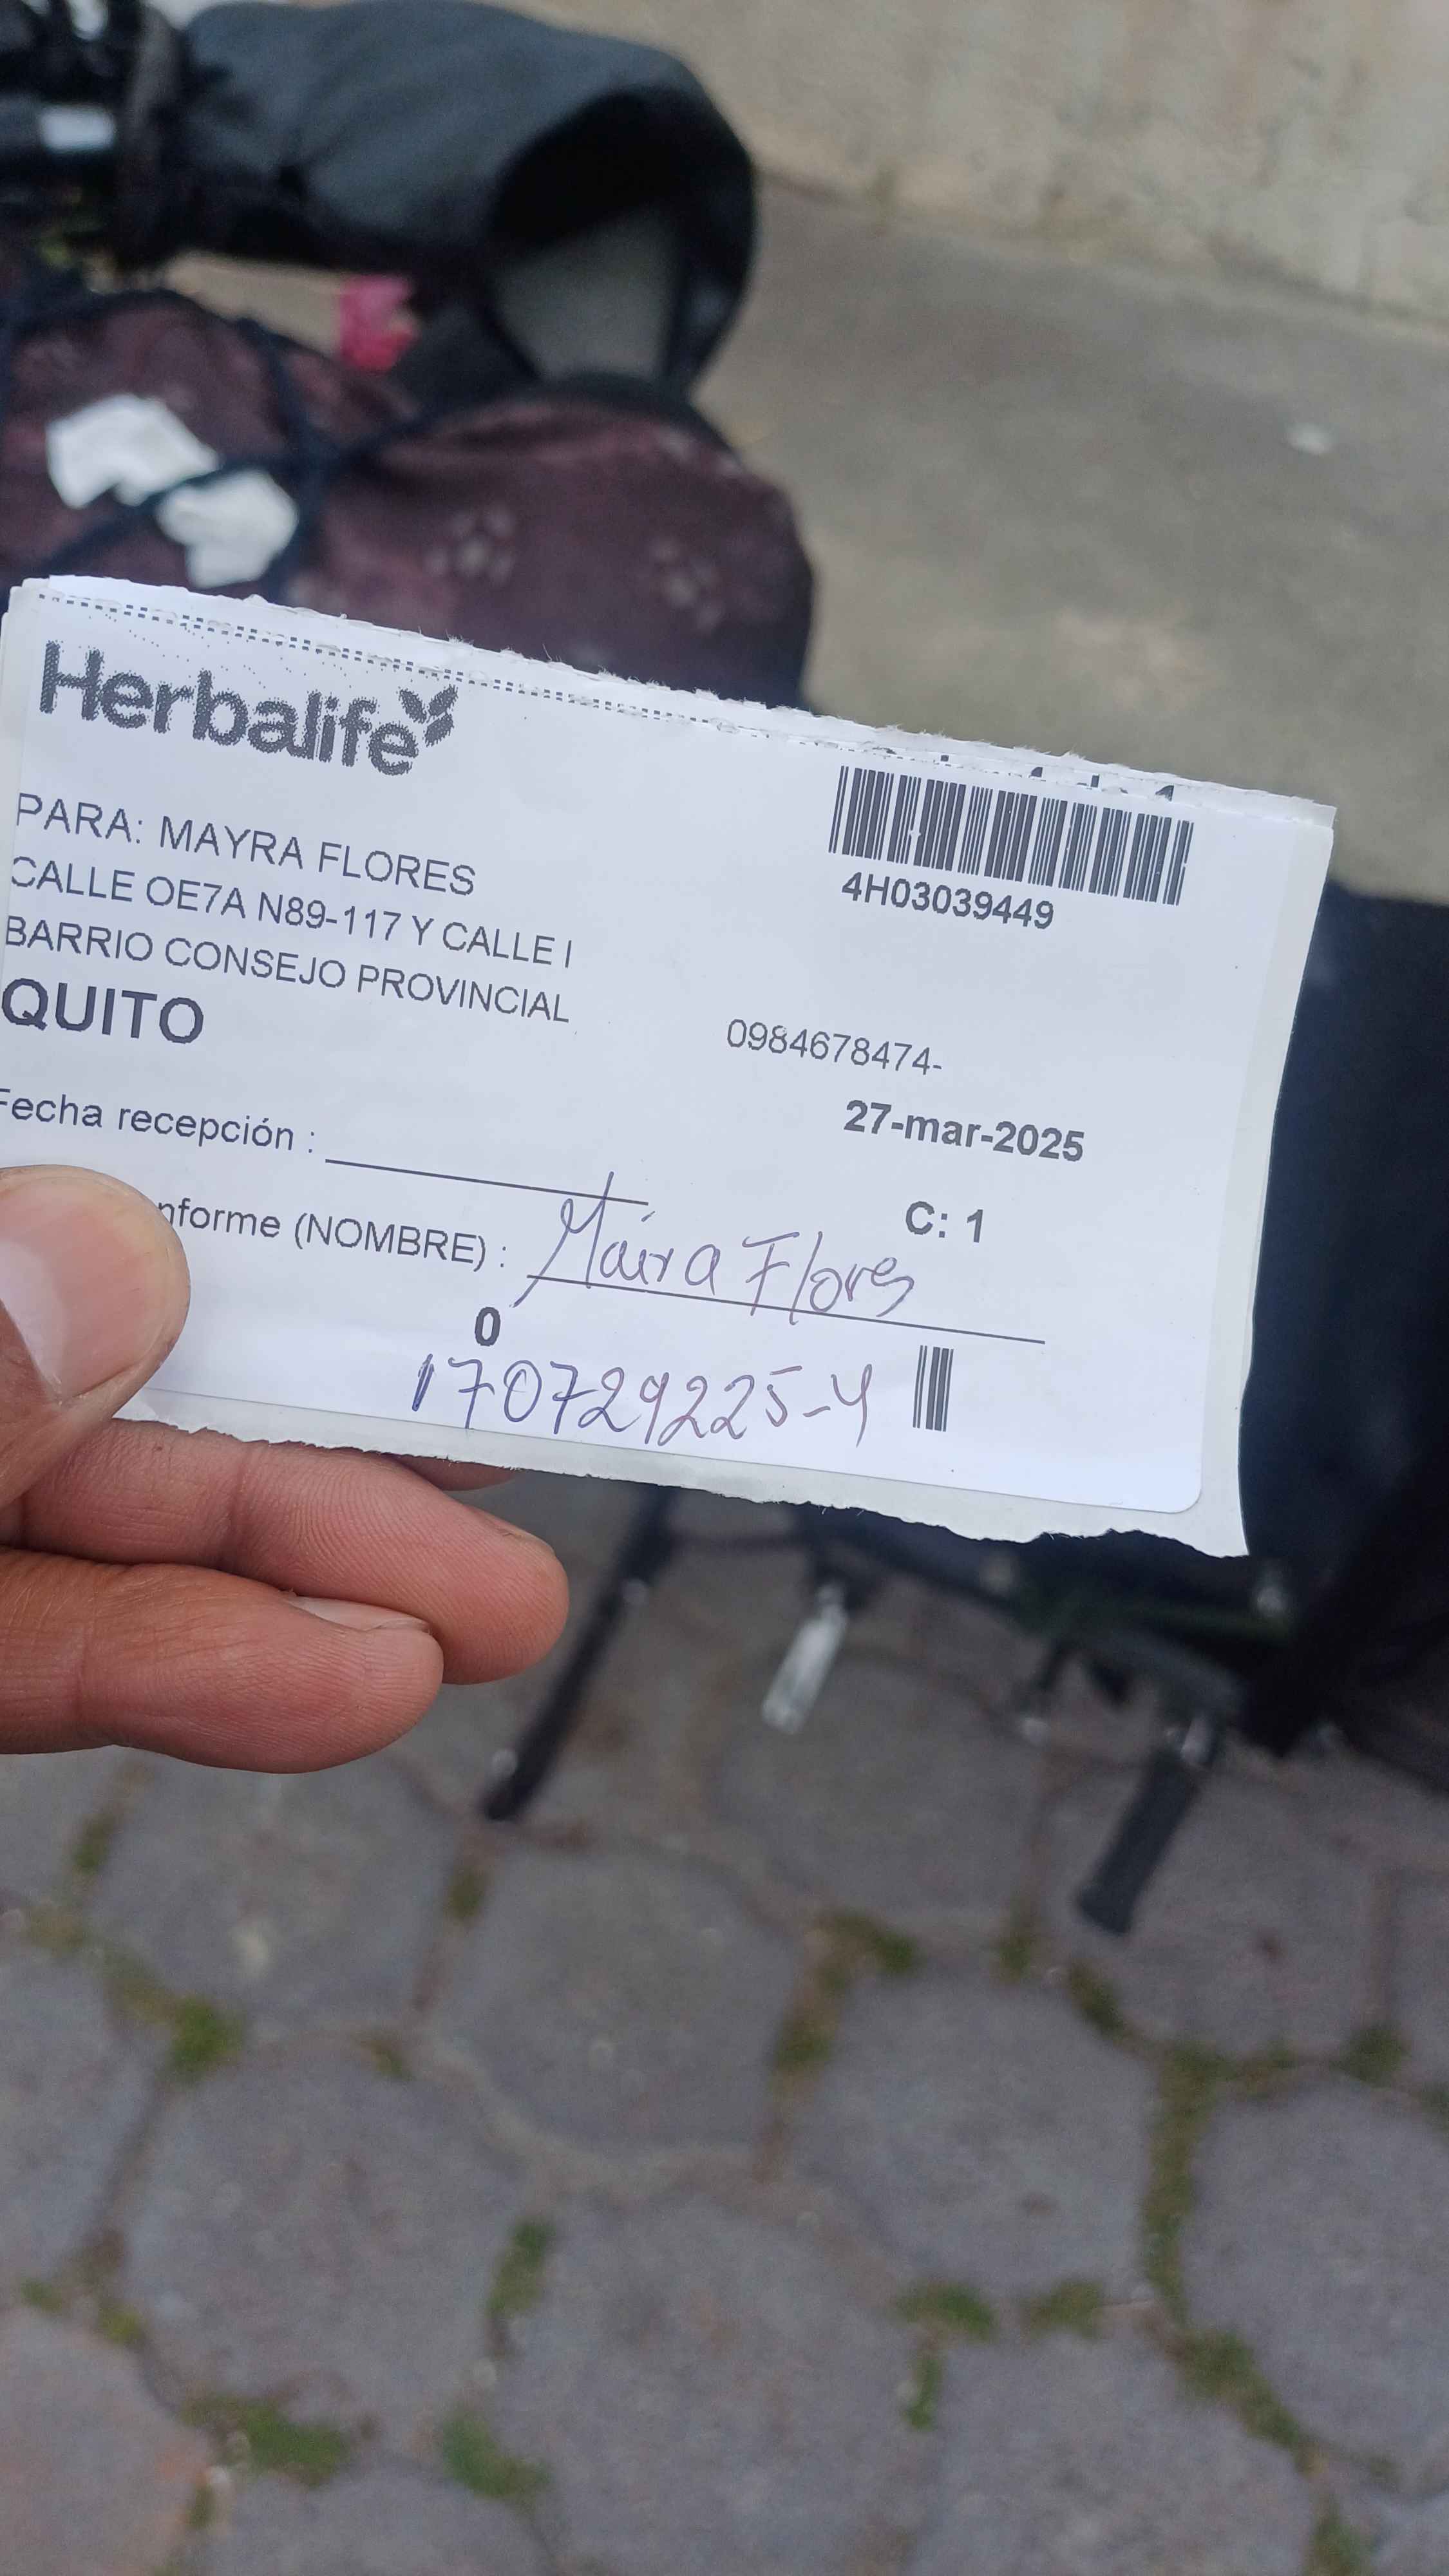 Herbalife
PARA: MAYRA FLORES
CALLE OE7A N89-117 Y CALLE I
BARRIO CONSEJO PROVINCIAL
QUITO
4H03039449
0984678474-
27-mar-2025
Fecha recepción :
C: 1
nforme (NOMBRE) : Maira Flores
0
170729225-4